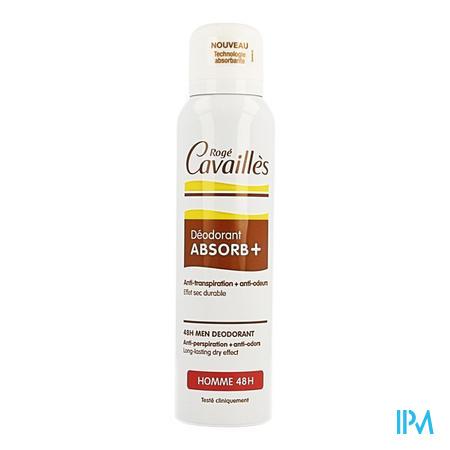 NOUVEAU
Technologie
absorbante
Rogé
Cavaillès
Déodorant
ABSORB+
Anti-transpiration + anti-odeurs
Effet sec durable
48H MEN DEODORANT
Anti-perspiration + anti-odors
Long-lasting dry effect
HOMME 48H
Testé cliniquement
IPM